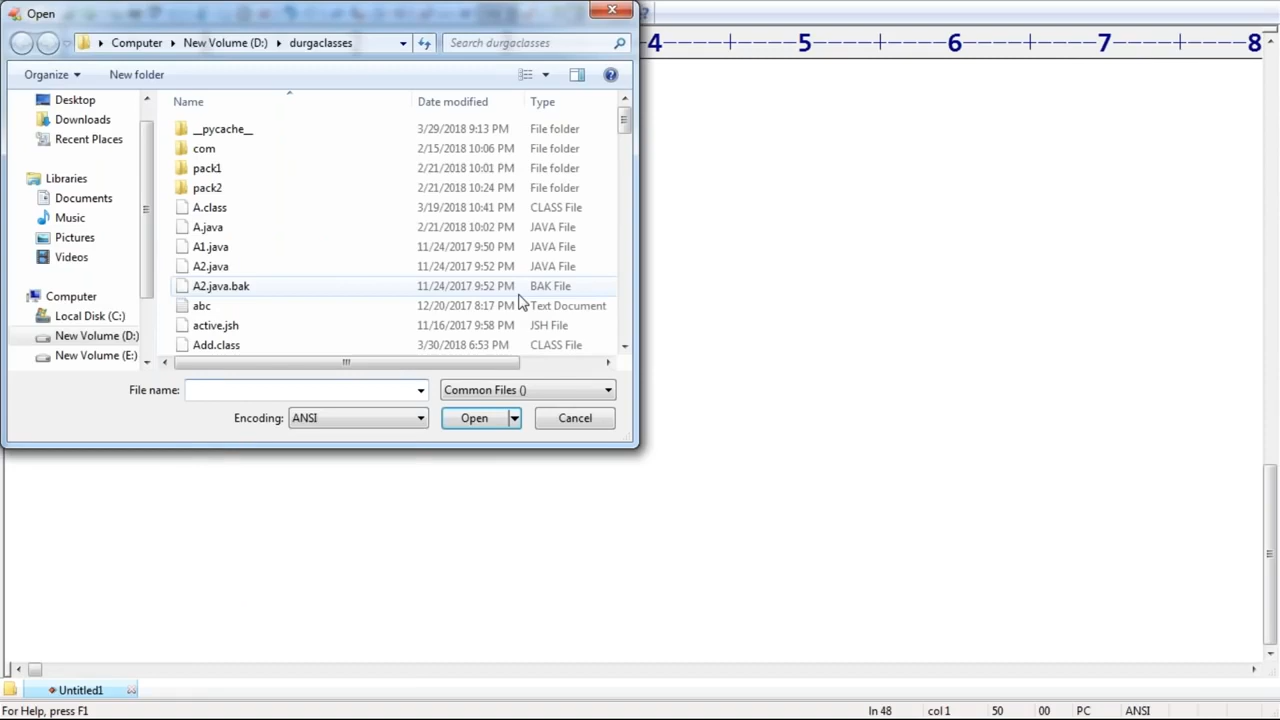 Open
Computer New Volume (D:) durgaclasses Search durgaclasses
4 5 6 7 8
Organize New folder
Name Date modified Type
Desktop
Downloads
Recent Places
Libraries
Documents
Music
Pictures
Videos
Computer
Local Disk (C:)
New Volume (D:)
New Volume (E:)
__pycache__ 3/29/2018 9:13 PM File folder
com 2/15/2018 10:06 PM File folder
pack1 2/21/2018 10:01 PM File folder
pack2 2/21/2018 10:24 PM File folder
A.class 3/19/2018 10:41 PM CLASS File
A.java 2/21/2018 10:02 PM JAVA File
A1.java 11/24/2017 9:50 PM JAVA File
A2.java 11/24/2017 9:52 PM JAVA File
A2.java.bak 11/24/2017 9:52 PM BAK File
abc 12/20/2017 8:17 PM Text Document
active.jsh 11/16/2017 9:58 PM JSH File
Add.class 3/30/2018 6:53 PM CLASS File
File name: Common Files ()
Encoding: ANSI Open Cancel
Untitled1
For Help, press F1 ln 48 col 1 50 00 PC ANSI